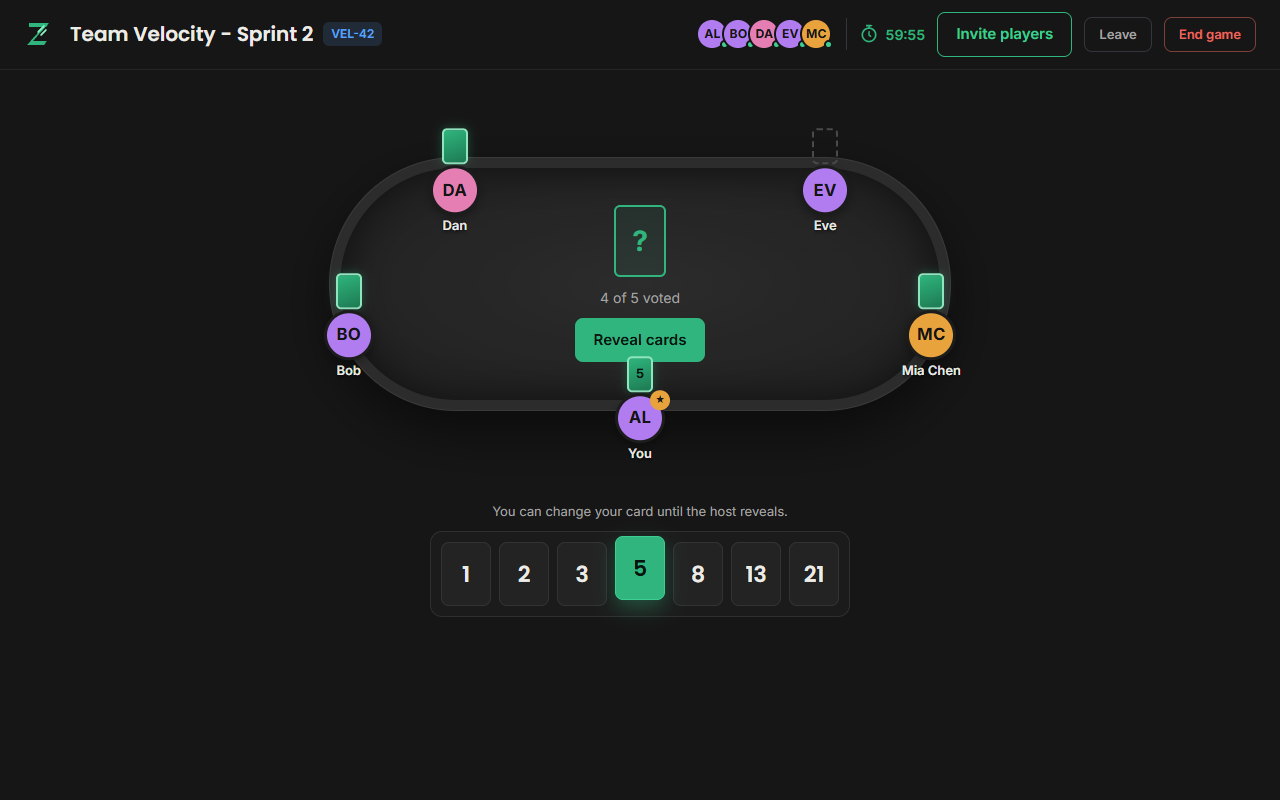 Team Velocity - Sprint 2
VEL-42
AL BO DA EV MC
59:55
Invite players
Leave
End game
DA
Dan
EV
Eve
?
4 of 5 voted
Reveal cards
BO
Bob
MC
Mia Chen
5
AL
★
You
You can change your card until the host reveals.
1 2 3 5 8 13 21